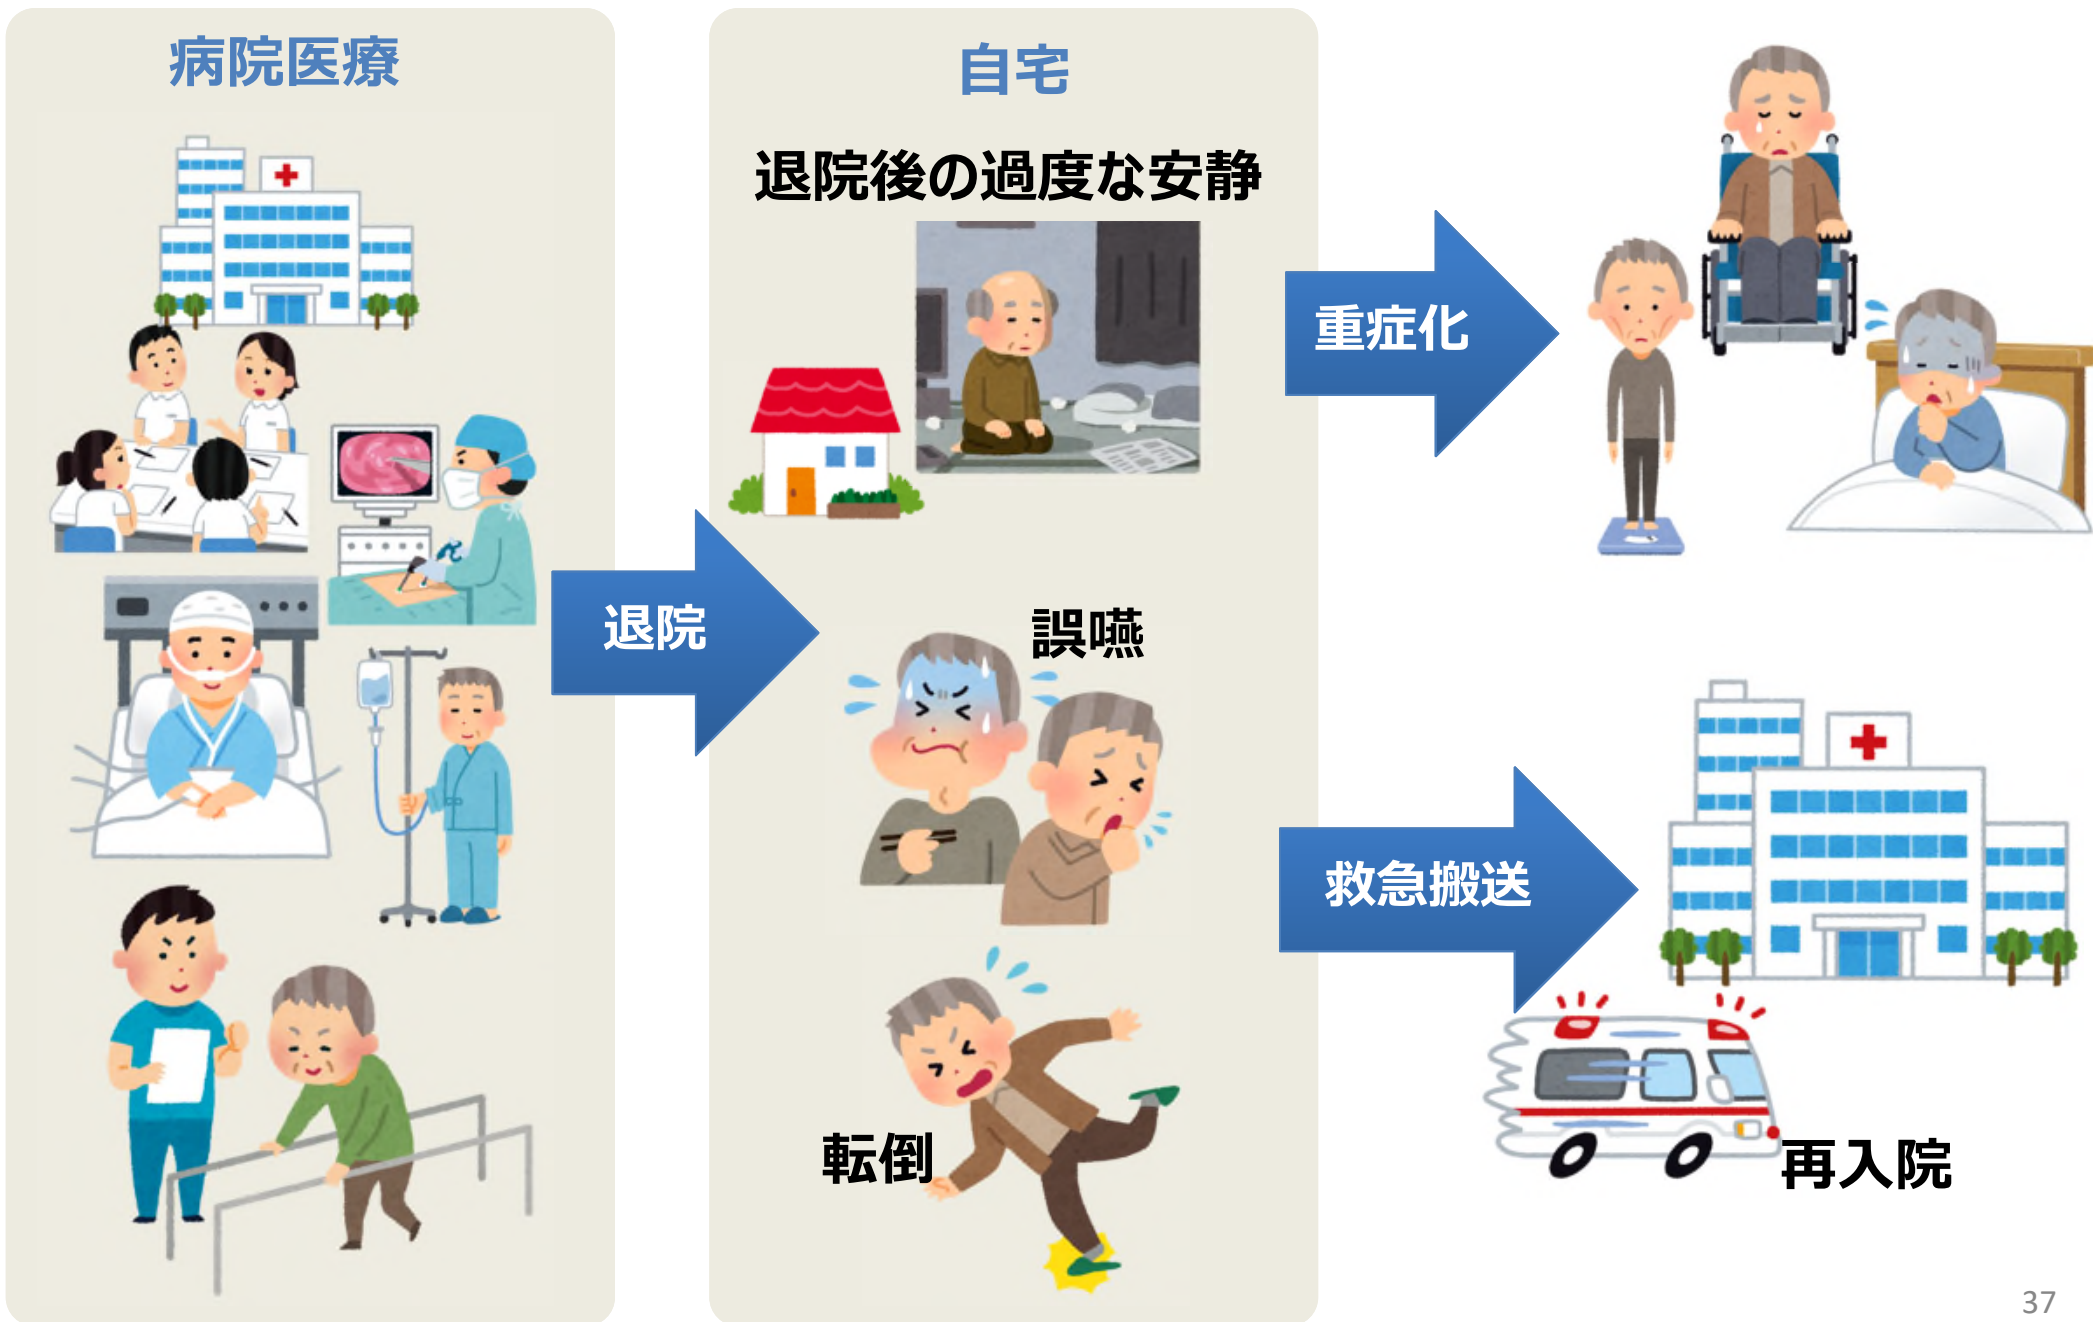 病院医療
退院
自宅
退院後の過度な安静
誤嚥
転倒
重症化
救急搬送
再入院
37